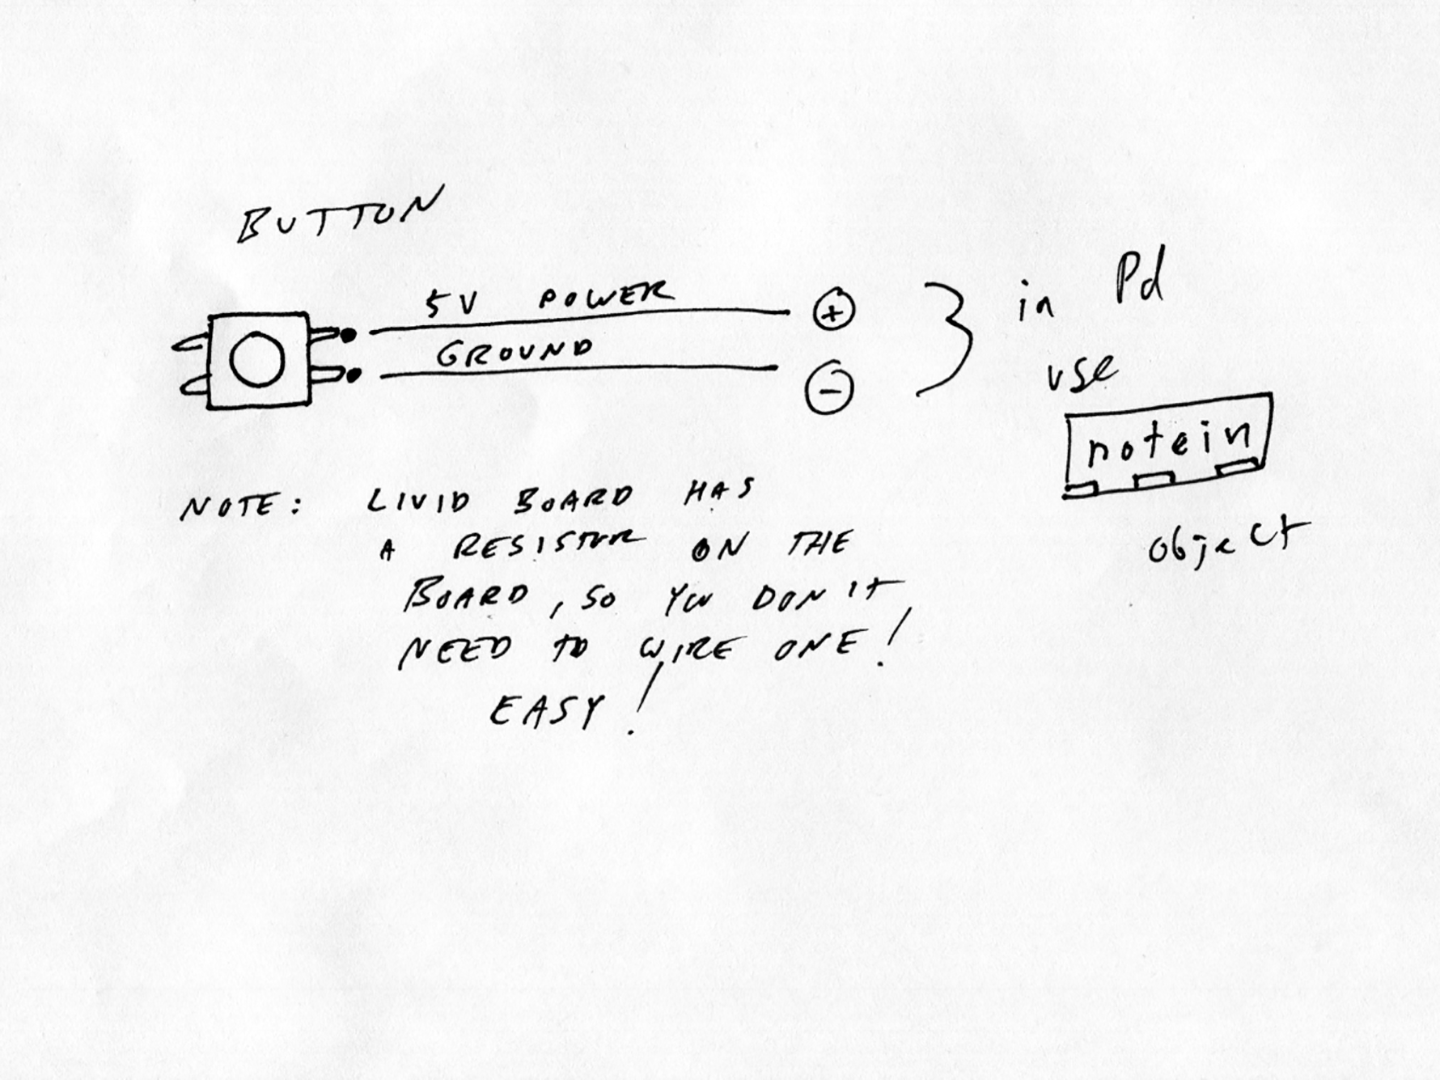 BUTTON
5V POWER
GROUND
+
-
in Pd
use
notein
object
NOTE: LIVID BOARD HAS
A RESISTOR ON THE
BOARD, SO YOU DON'T
NEED TO WIRE ONE!
EASY!